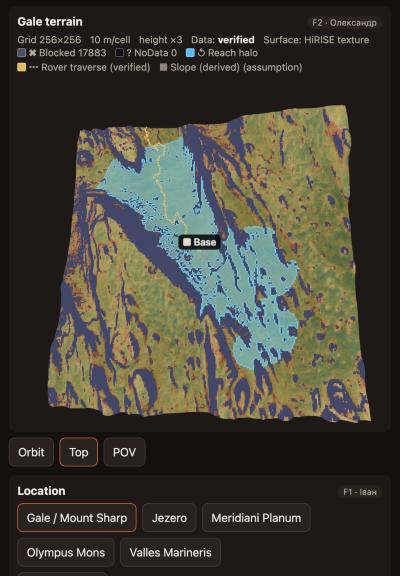 Gale terrain F2 · Олександр
Grid 256×256 10 m/cell height ×3 Data: verified Surface: HiRISE texture
✖ Blocked 17883 ? NoData 0 ↺ Reach halo
--- Rover traverse (verified) Slope (derived) (assumption)
Base
Orbit Top POV
Location F1 · Іван
Gale / Mount Sharp Jezero Meridiani Planum
Olympus Mons Valles Marineris